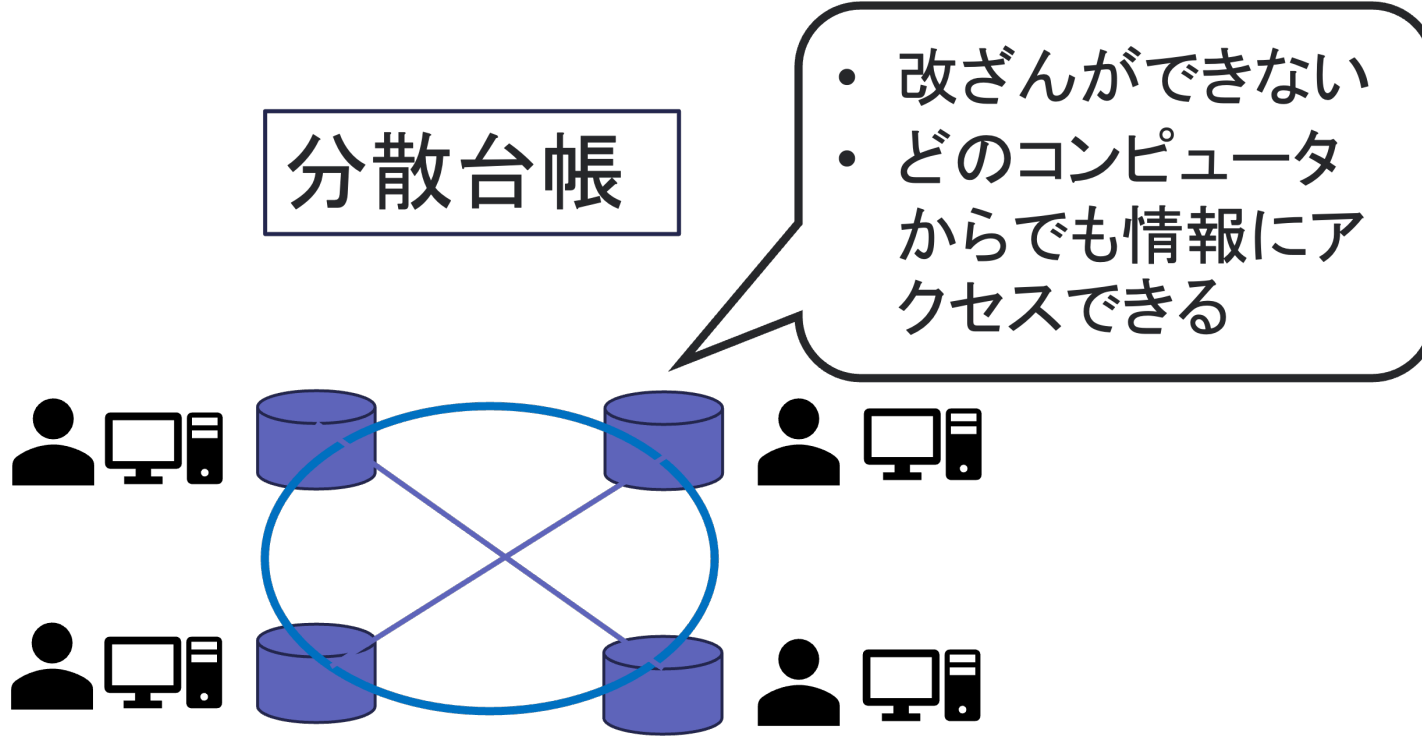 分散台帳
• 改ざんができない
• どのコンピュータ
からでも情報にア
クセスできる